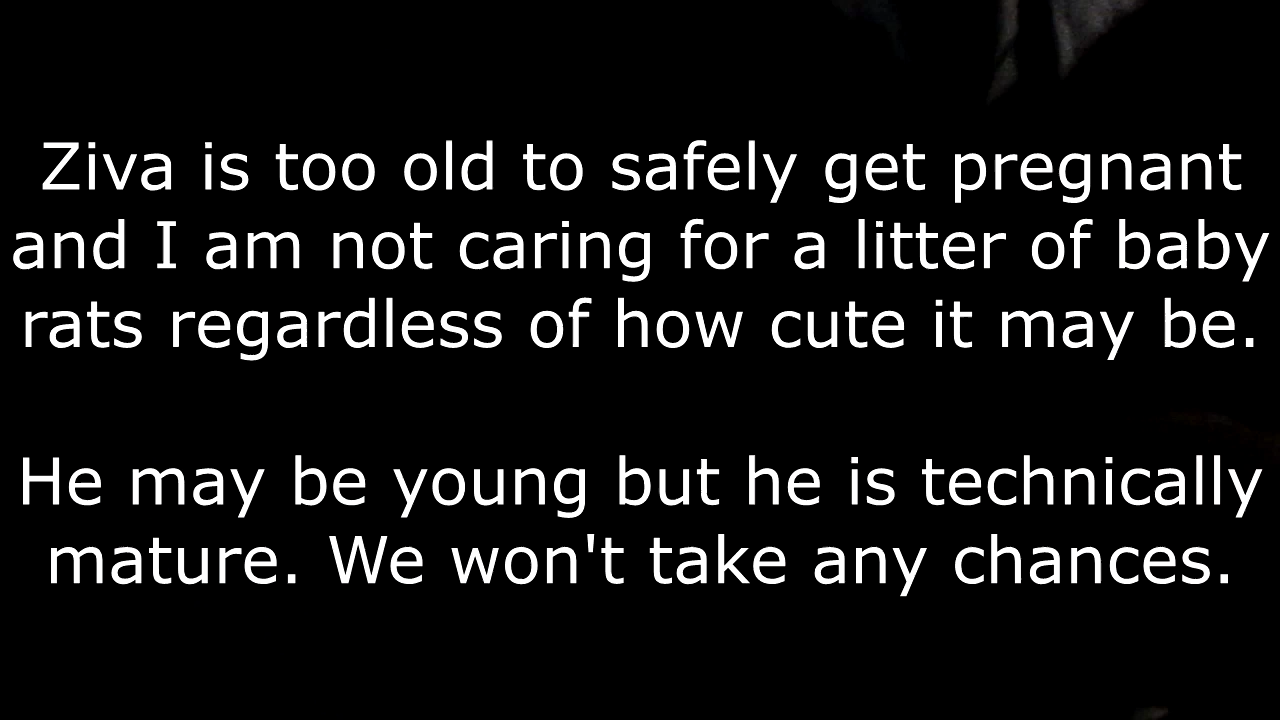 Ziva is too old to safely get pregnant
and I am not caring for a litter of baby
rats regardless of how cute it may be.
He may be young but he is technically
mature. We won't take any chances.